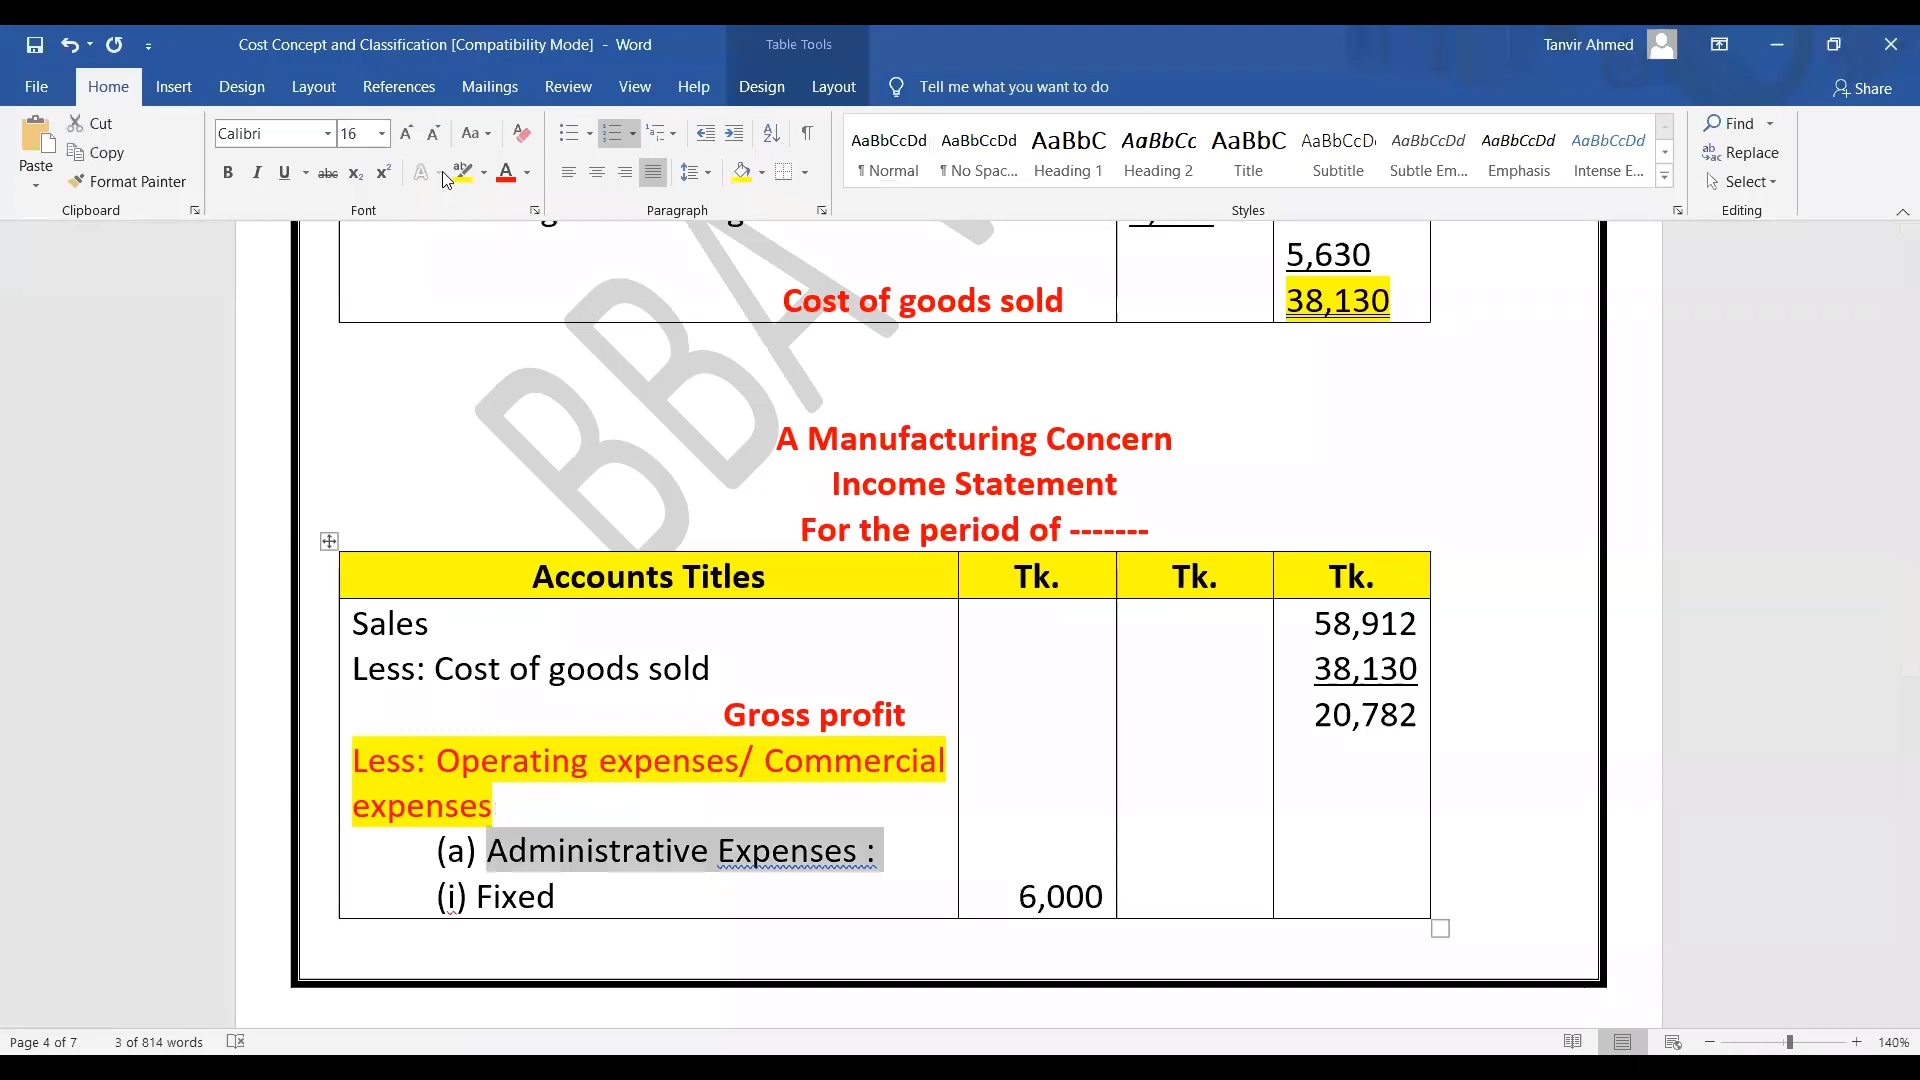 Cost Concept and Classification [Compatibility Mode] - Word
Table Tools
Tanvir Ahmed
File Home Insert Design Layout References Mailings Review View Help Design Layout Tell me what you want to do Share
Paste
Cut
Copy
Format Painter
Clipboard
Calibri 16
Aa
B I U abc X₂ X² A ab A
Font
Paragraph
AaBbCcDd AaBbCcDd AaBbC AaBbCc AaBbC AaBbCcD AaBbCcDd AaBbCcDd AaBbCcDd
¶ Normal ¶ No Spac... Heading 1 Heading 2 Title Subtitle Subtle Em... Emphasis Intense E...
Styles
Find
Replace
Select
Editing
5,630
Cost of goods sold 38,130
BBA
A Manufacturing Concern
Income Statement
For the period of -------
Accounts Titles Tk. Tk. Tk.
Sales 58,912
Less: Cost of goods sold 38,130
Gross profit 20,782
Less: Operating expenses/ Commercial
expenses
(a) Administrative Expenses :
(i) Fixed 6,000
Page 4 of 7 3 of 814 words 140%